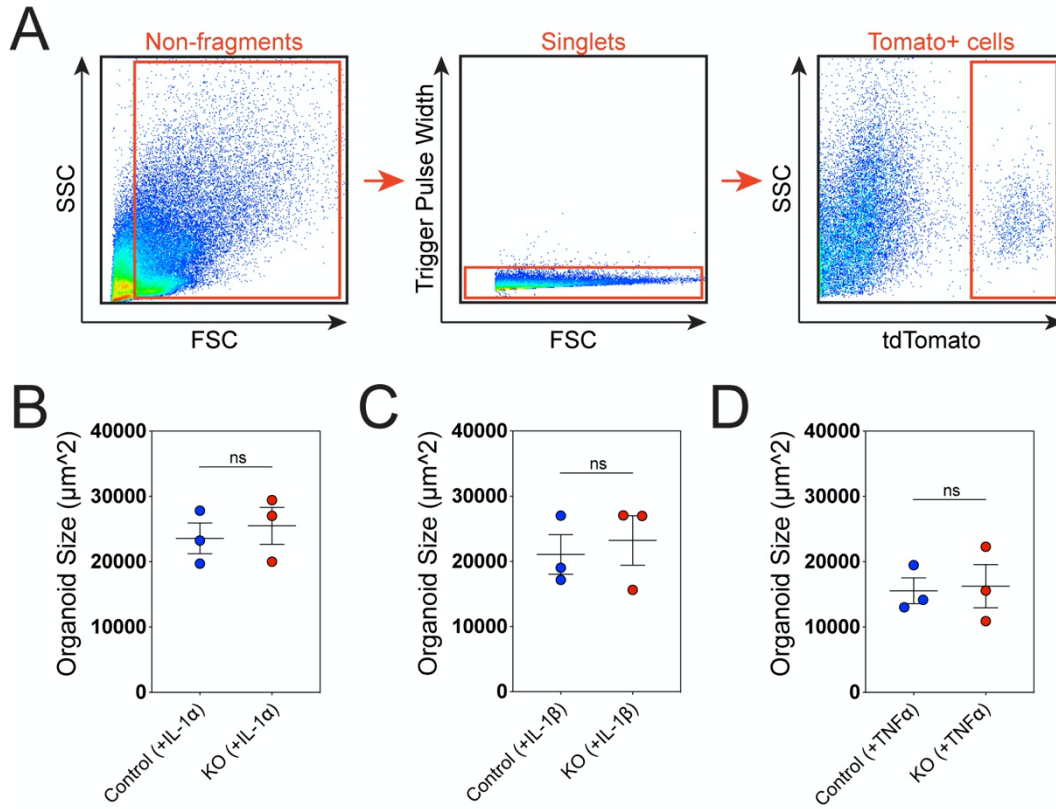 A
Non-fragments
SSC
FSC
Singlets
Trigger Pulse Width
FSC
Tomato+ cells
SSC
tdTomato
B
Organoid Size (µm^2)
40000
30000
20000
10000
0
ns
Control (+IL-1α)
KO (+IL-1α)
C
Organoid Size (µm^2)
40000
30000
20000
10000
0
ns
Control (+IL-1β)
KO (+IL-1β)
D
Organoid Size (µm^2)
40000
30000
20000
10000
0
ns
Control (+TNFα)
KO (+TNFα)